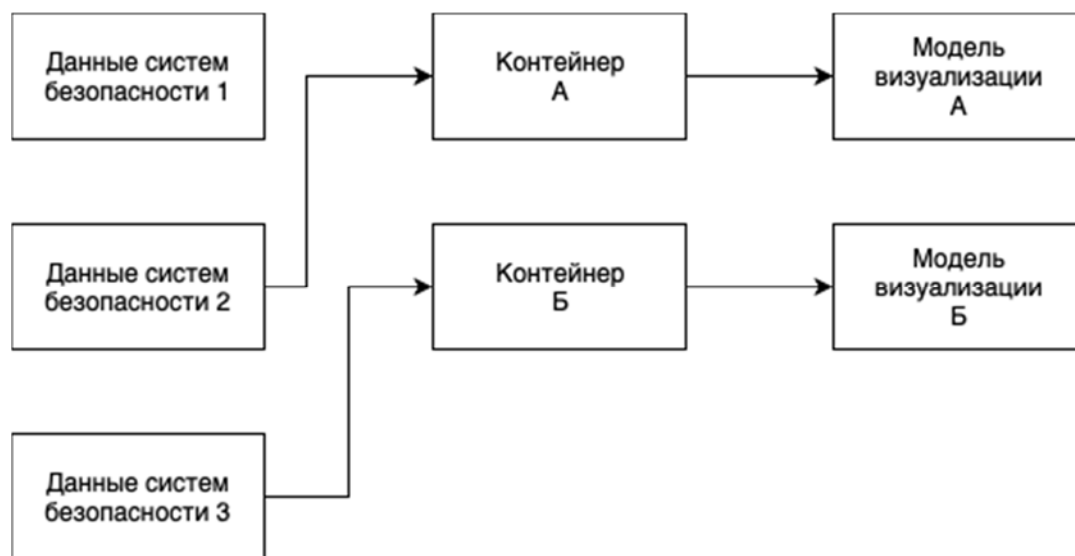 Данные систем
безопасности 1
Контейнер
А
Модель
визуализации
А
Данные систем
безопасности 2
Контейнер
Б
Модель
визуализации
Б
Данные систем
безопасности 3